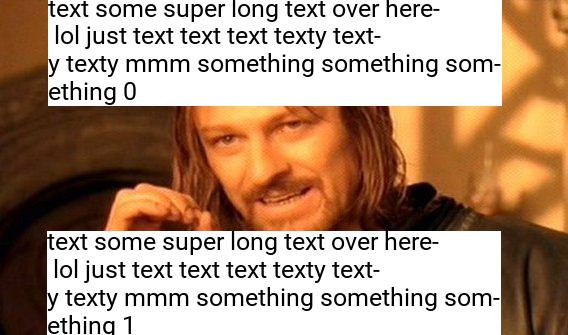 text some super long text over here-
lol just text text text texty text-
y texty mmm something something som-
ething 0
text some super long text over here-
lol just text text text texty text-
y texty mmm something something som-
ething 1